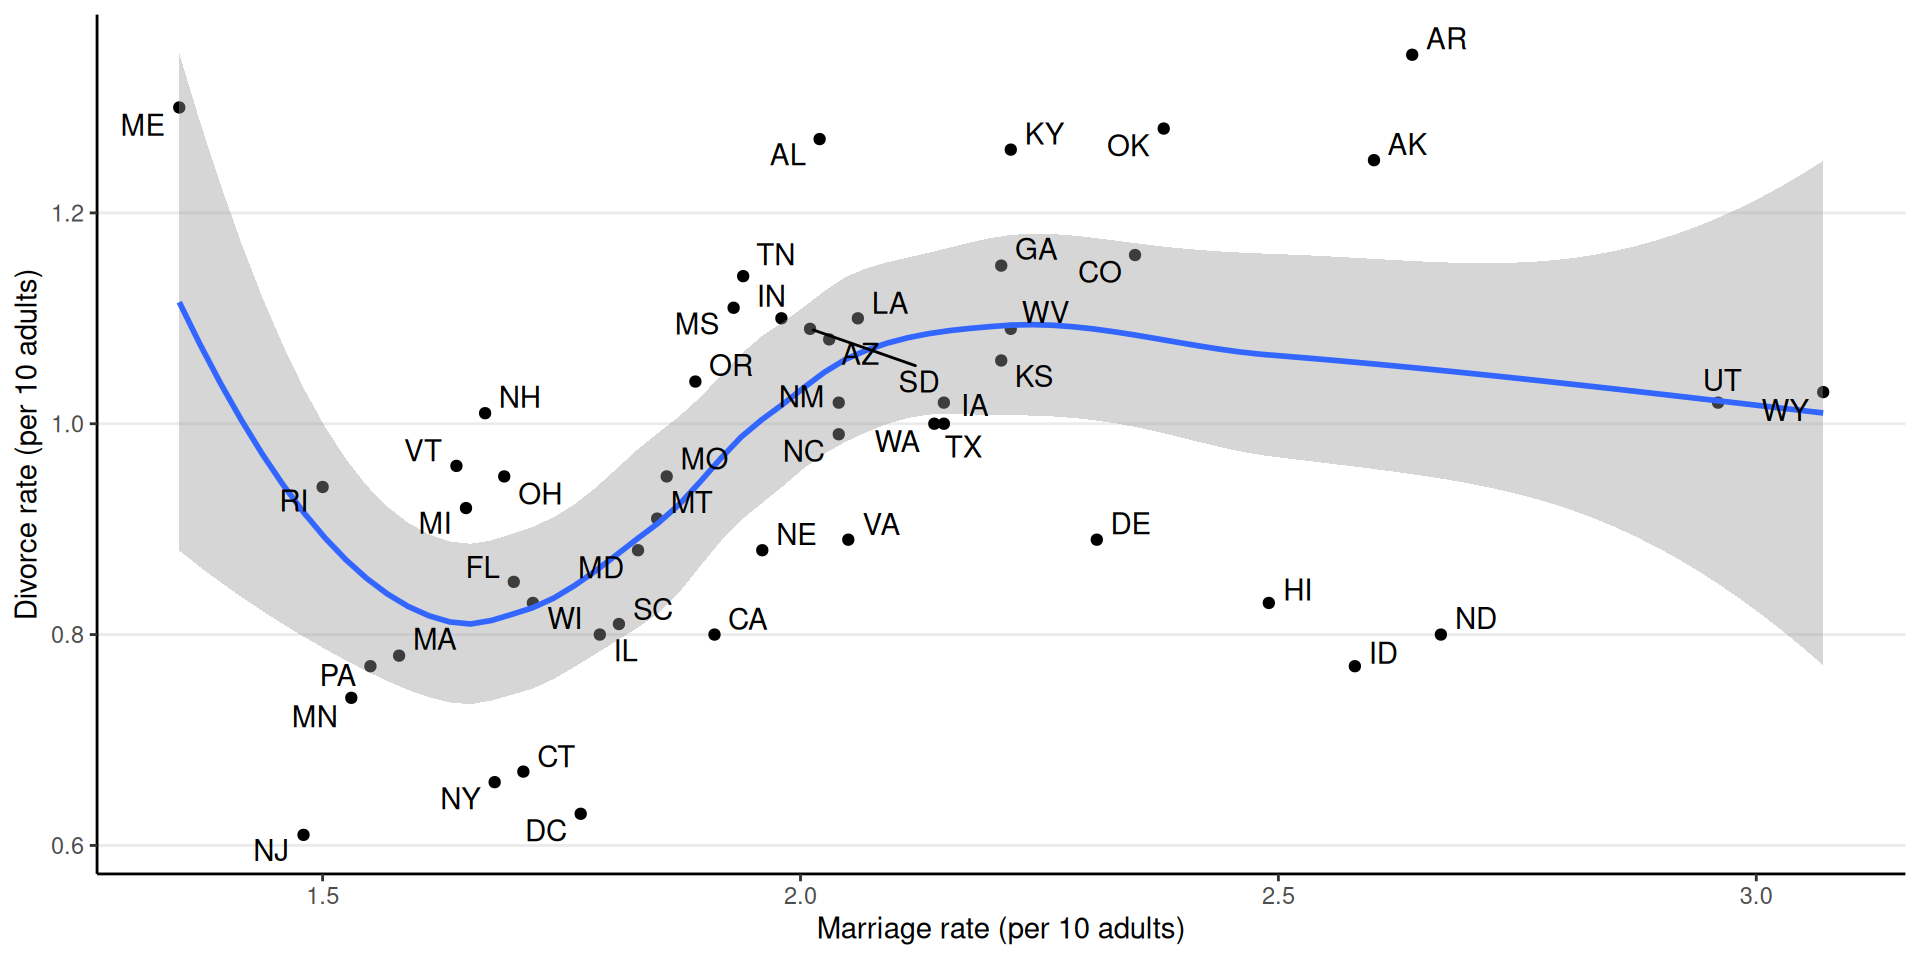 AR
ME
AL
KY
OK
AK
1.2
TN
GA
CO
IN
LA
MS
WV
AZ
OR
SD
KS
UT
NH
NM
IA
WY
1.0
VT
NC
WA
TX
MO
RI
OH
MT
MI
NE
VA
DE
FL
MD
HI
WI
SC
CA
ND
0.8
MA
IL
ID
PA
MN
CT
NY
DC
NJ
0.6
1.5
2.0
2.5
3.0
Marriage rate (per 10 adults)
Divorce rate (per 10 adults)